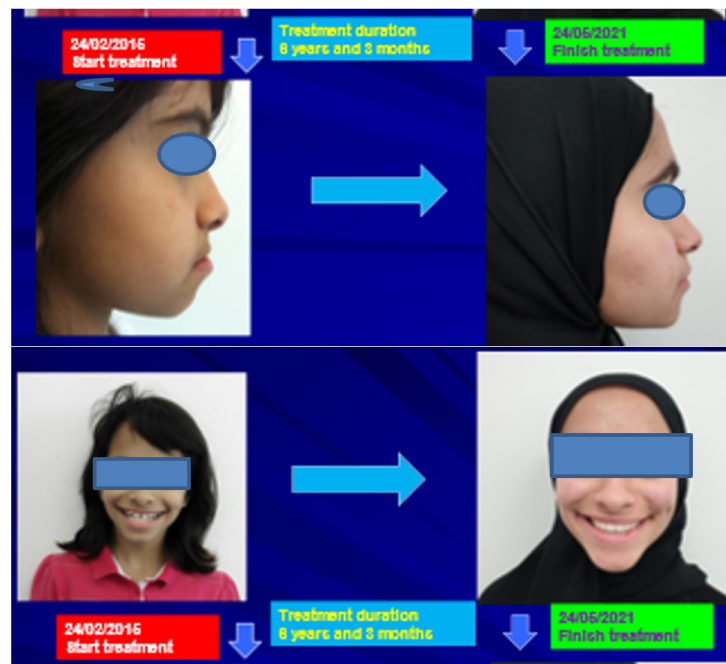 24/02/2015
Start treatment
Treatment duration
6 years and 3 months
24/05/2021
Finish treatment
24/02/2015
Start treatment
Treatment duration
6 years and 3 months
24/05/2021
Finish treatment